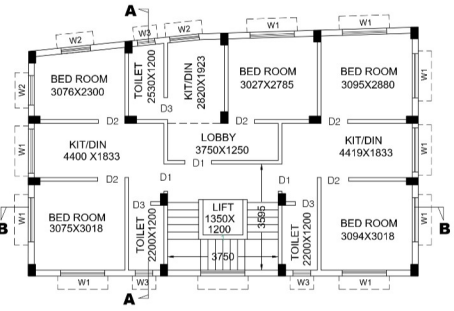 A
W3
W2
W2
W1
W1
BED ROOM
3076X2300
TOILET
2530X1200
KIT/DIN
2820X1923
BED ROOM
3027X2785
BED ROOM
3095X2880
W2
W1
D3
D2
D2
LOBBY
3750X1250
KIT/DIN
4400 X1833
KIT/DIN
4419X1833
W1
W1
D1
D1
D1
D2
D2
D3
D3
LIFT
1350X
1200
3595
BED ROOM
3075X3018
TOILET
2200X1200
TOILET
2200X1200
BED ROOM
3094X3018
W1
W1
B
B
3750
W1
W3
W3
W1
A